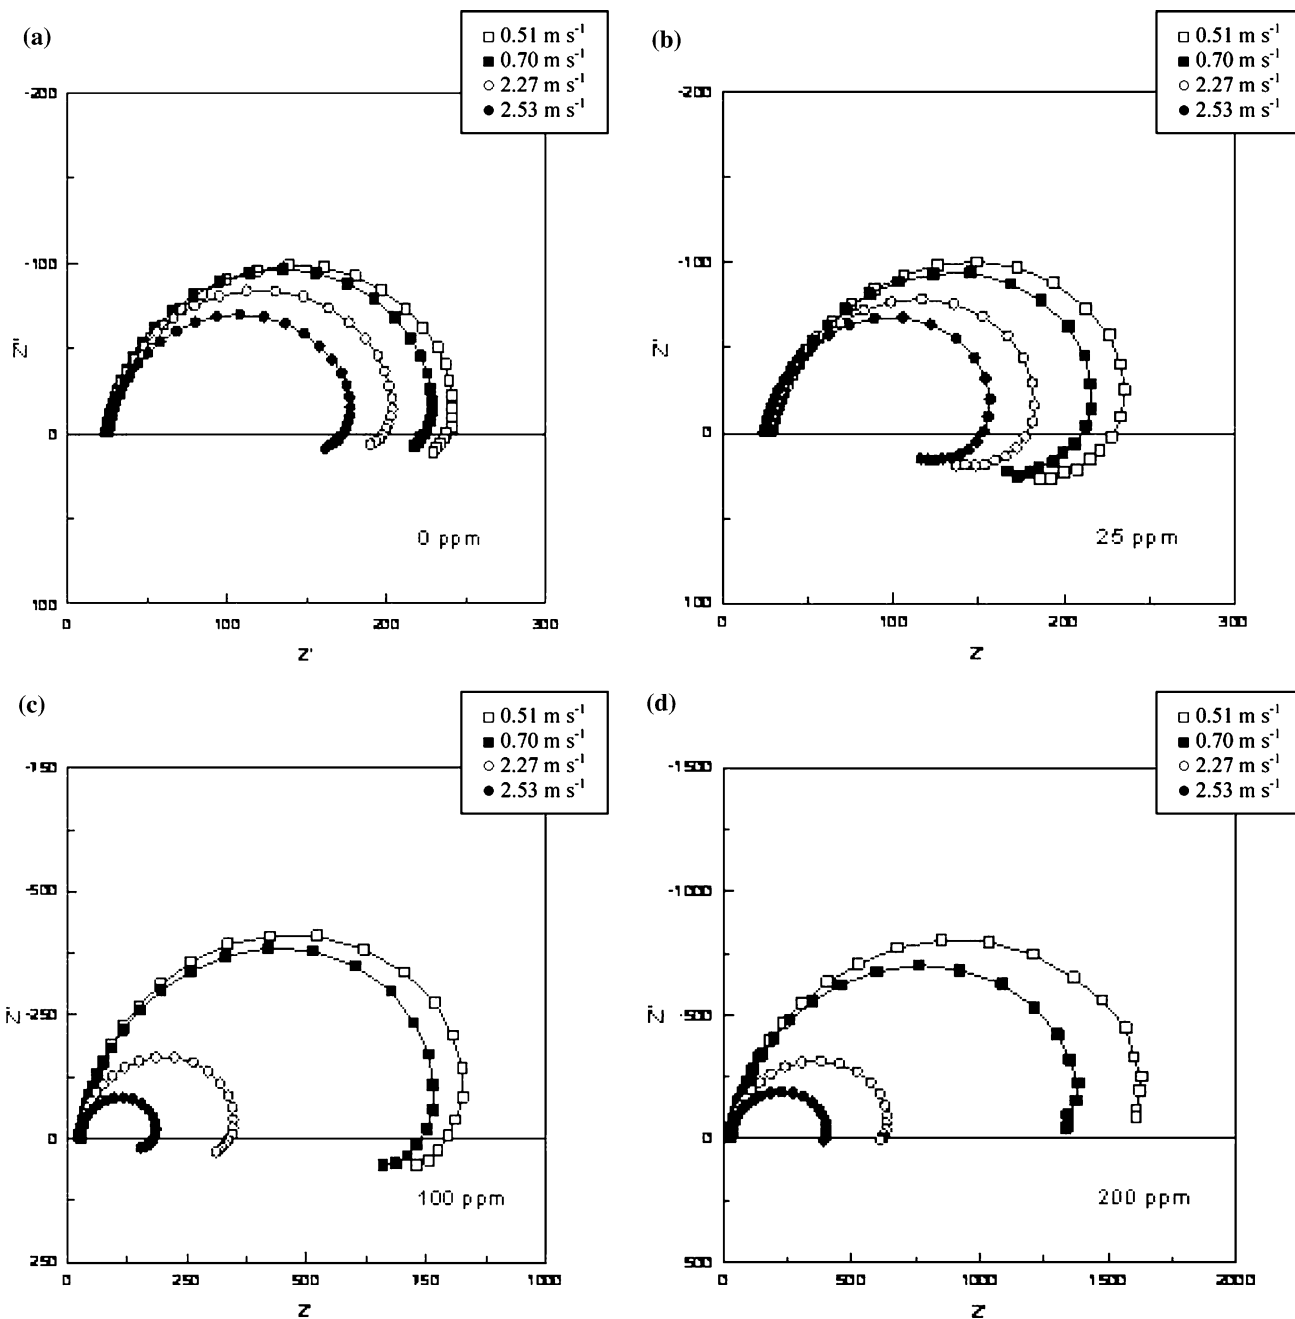 (a)
0.51 m s⁻¹
0.70 m s⁻¹
2.27 m s⁻¹
2.53 m s⁻¹
-200
-100
Z''
0
0 ppm
100
0 100 200 300
Z'
(b)
0.51 m s⁻¹
0.70 m s⁻¹
2.27 m s⁻¹
2.53 m s⁻¹
-200
-100
Z''
0
25 ppm
100
0 100 200 300
Z'
(c)
0.51 m s⁻¹
0.70 m s⁻¹
2.27 m s⁻¹
2.53 m s⁻¹
-750
-500
-250
Z''
0
100 ppm
250
0 250 500 750 1000
Z'
(d)
0.51 m s⁻¹
0.70 m s⁻¹
2.27 m s⁻¹
2.53 m s⁻¹
-1500
-1000
-500
Z''
0
200 ppm
500
0 500 1000 1500 2000
Z'